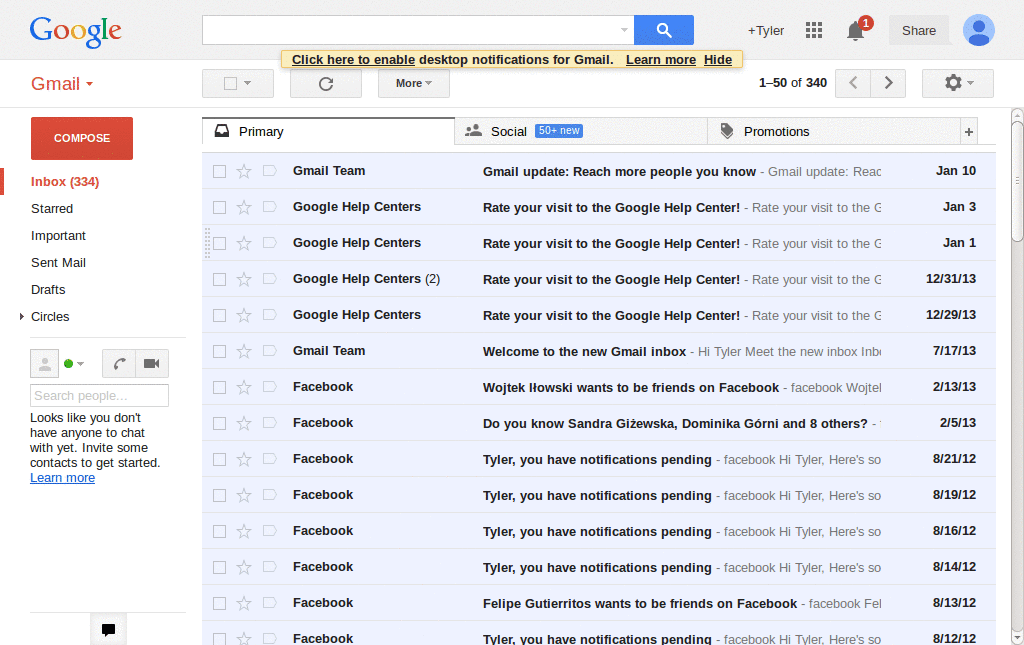 Google
+Tyler
1
Share
Click here to enable desktop notifications for Gmail. Learn more Hide
Gmail
More
1–50 of 340
COMPOSE
Inbox (334)
Starred
Important
Sent Mail
Drafts
Circles
Search people...
Looks like you don't
have anyone to chat
with yet. Invite some
contacts to get started.
Learn more
Primary
Social 50+ new
Promotions
+
Gmail Team Gmail update: Reach more people you know - Gmail update: Reac Jan 10
Google Help Centers Rate your visit to the Google Help Center! - Rate your visit to the G Jan 3
Google Help Centers Rate your visit to the Google Help Center! - Rate your visit to the G Jan 1
Google Help Centers (2) Rate your visit to the Google Help Center! - Rate your visit to the G 12/31/13
Google Help Centers Rate your visit to the Google Help Center! - Rate your visit to the G 12/29/13
Gmail Team Welcome to the new Gmail inbox - Hi Tyler Meet the new inbox Inb 7/17/13
Facebook Wojtek Iłowski wants to be friends on Facebook - facebook Wojtek 2/13/13
Facebook Do you know Sandra Giżewska, Dominika Górni and 8 others? - 2/5/13
Facebook Tyler, you have notifications pending - facebook Hi Tyler, Here's so 8/21/12
Facebook Tyler, you have notifications pending - facebook Hi Tyler, Here's so 8/19/12
Facebook Tyler, you have notifications pending - facebook Hi Tyler, Here's so 8/16/12
Facebook Tyler, you have notifications pending - facebook Hi Tyler, Here's so 8/14/12
Facebook Felipe Gutierritos wants to be friends on Facebook - facebook Fel 8/13/12
Facebook Tyler, you have notifications pending - facebook Hi Tyler, Here's so 8/12/12